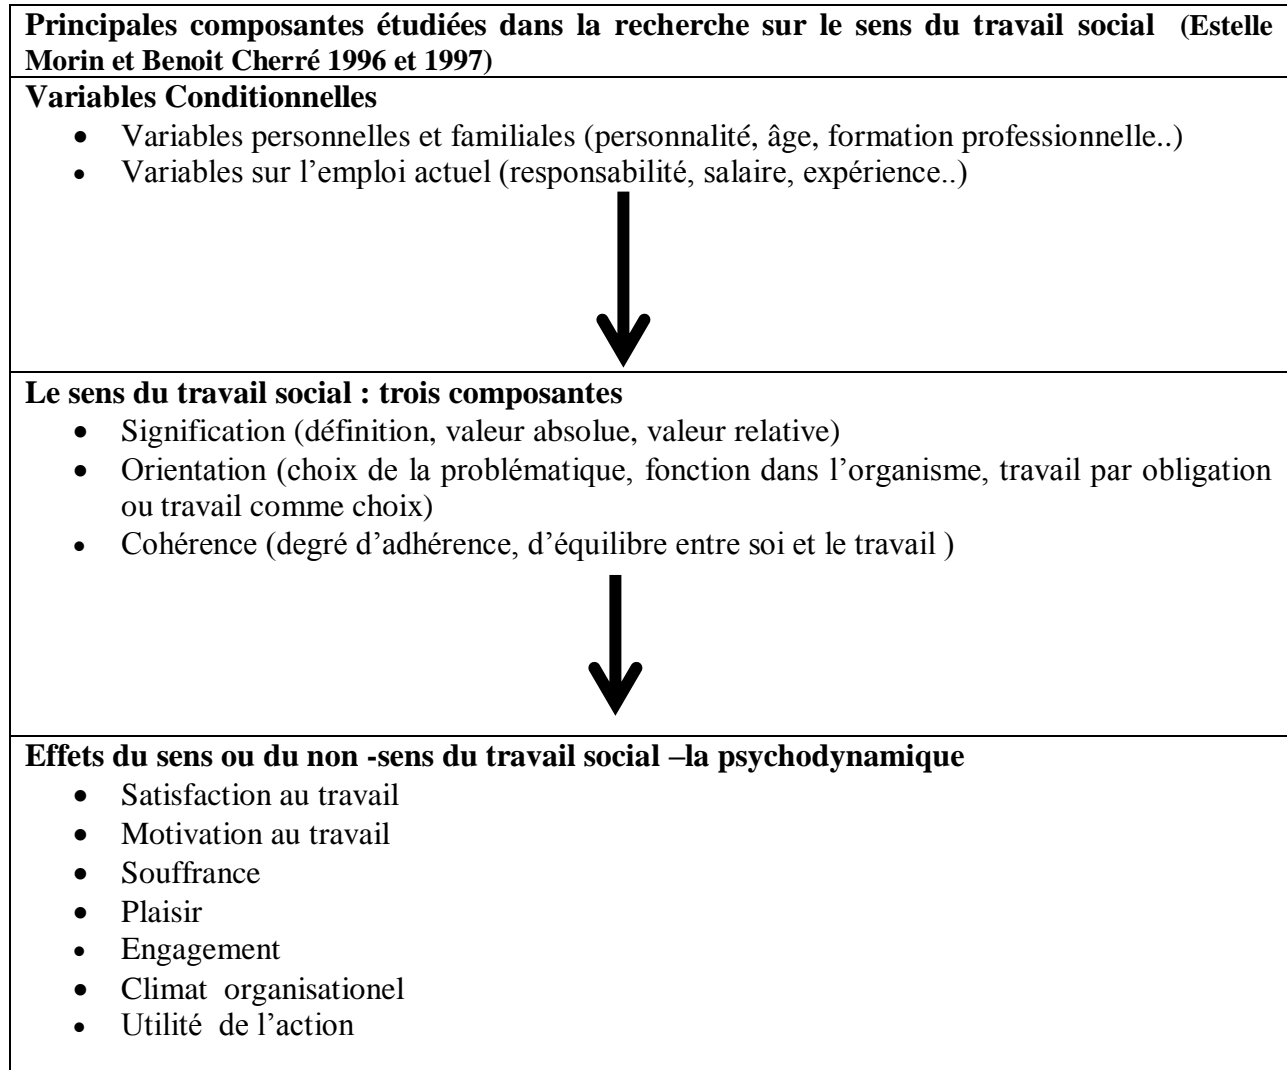 Principales composantes étudiées dans la recherche sur le sens du travail social (Estelle
Morin et Benoit Cherré 1996 et 1997)
Variables Conditionnelles
• Variables personnelles et familiales (personnalité, âge, formation professionnelle..)
• Variables sur l’emploi actuel (responsabilité, salaire, expérience..)
Le sens du travail social : trois composantes
• Signification (définition, valeur absolue, valeur relative)
• Orientation (choix de la problématique, fonction dans l’organisme, travail par obligation
ou travail comme choix)
• Cohérence (degré d’adhérence, d’équilibre entre soi et le travail )
Effets du sens ou du non -sens du travail social –la psychodynamique
• Satisfaction au travail
• Motivation au travail
• Souffrance
• Plaisir
• Engagement
• Climat organisationel
• Utilité de l’action